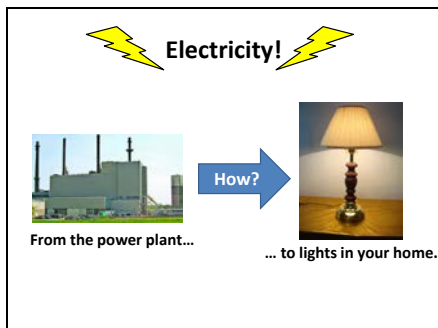 Electricity!
How?
From the power plant…
… to lights in your home.